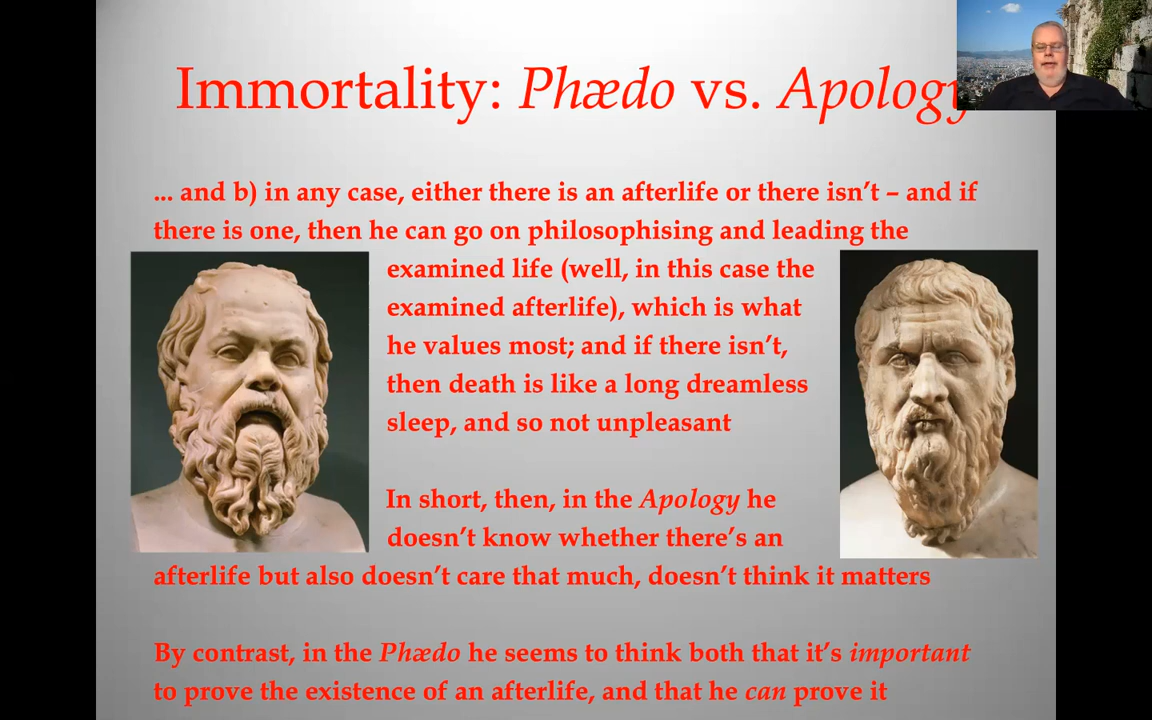 Immortality: Phædo vs. Apology
... and b) in any case, either there is an afterlife or there isn’t – and if
there is one, then he can go on philosophising and leading the
examined life (well, in this case the
examined afterlife), which is what
he values most; and if there isn’t,
then death is like a long dreamless
sleep, and so not unpleasant
In short, then, in the Apology he
doesn’t know whether there’s an
afterlife but also doesn’t care that much, doesn’t think it matters
By contrast, in the Phædo he seems to think both that it’s important
to prove the existence of an afterlife, and that he can prove it